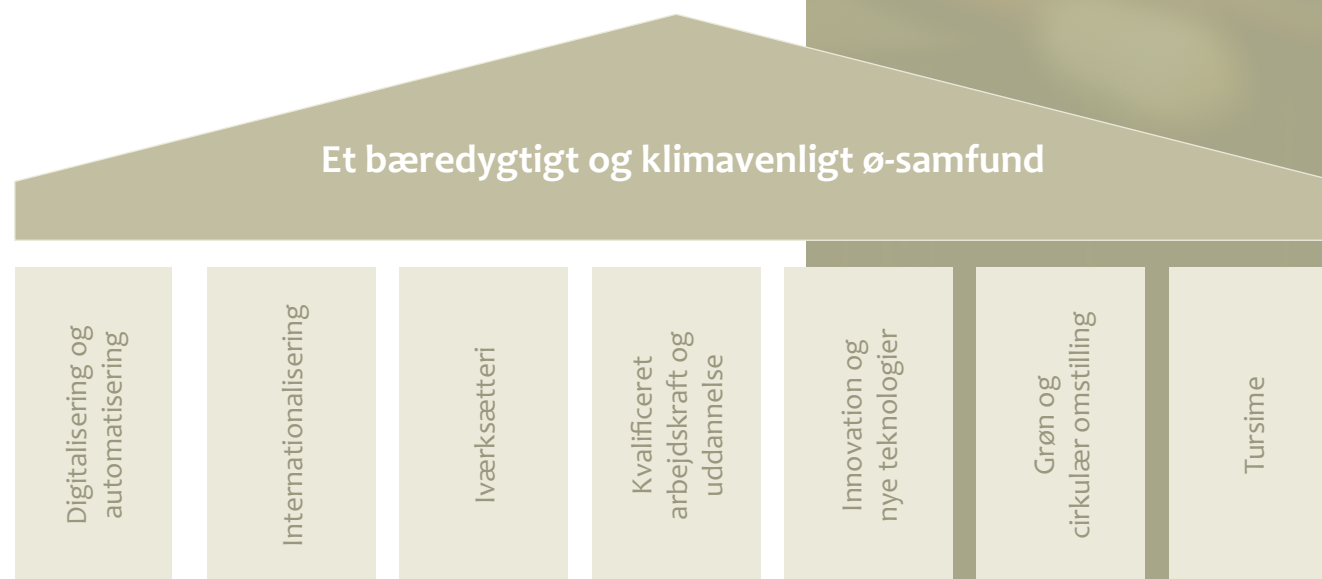 Et bæredygtigt og klimavenligt ø-samfund
Digitalisering og
automatisering
Internationalisering
Iværksætteri
Kvalificeret
arbejdskraft og
uddannelse
Innovation og
nye teknologier
Grøn og
cirkulær omstilling
Tursime